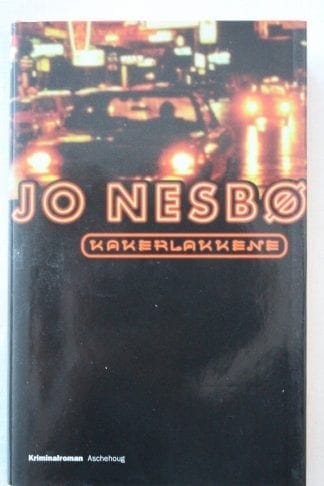 JO NESBØ
KAKERLAKKENE
Kriminalroman Aschehoug